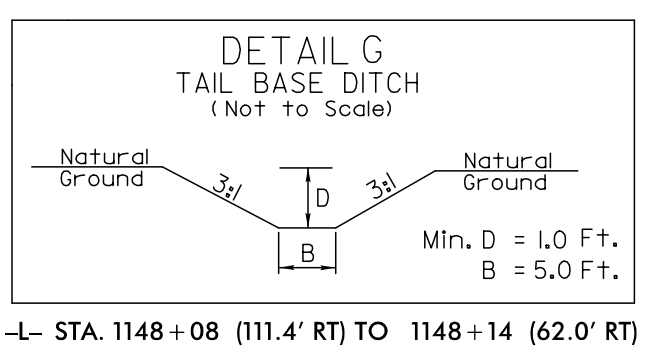 DETAIL G
TAIL BASE DITCH
(Not to Scale)
Natural
Ground
3:1
D
3:1
Natural
Ground
B
Min. D = 1.0 Ft.
B = 5.0 Ft.
-L- STA. 1148+08 (111.4' RT) TO 1148+14 (62.0' RT)